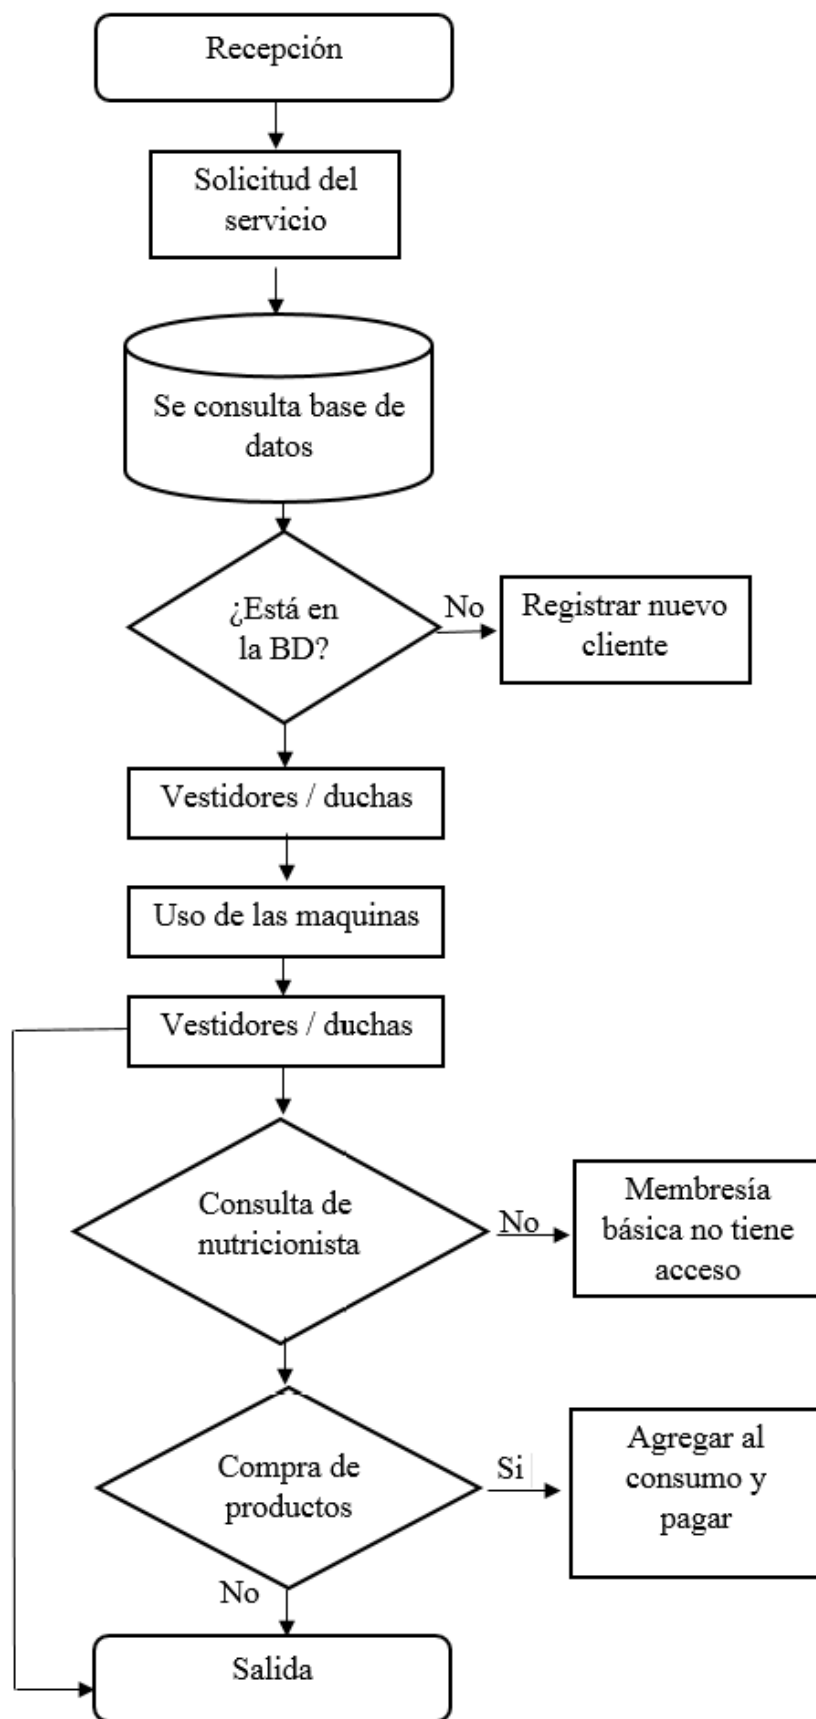 Recepción
Solicitud del
servicio
Se consulta base de
datos
¿Está en
la BD?
No
Registrar nuevo
cliente
Vestidores / duchas
Uso de las maquinas
Vestidores / duchas
Consulta de
nutricionista
No
Membresía
básica no tiene
acceso
Compra de
productos
Si
Agregar al
consumo y
pagar
No
Salida